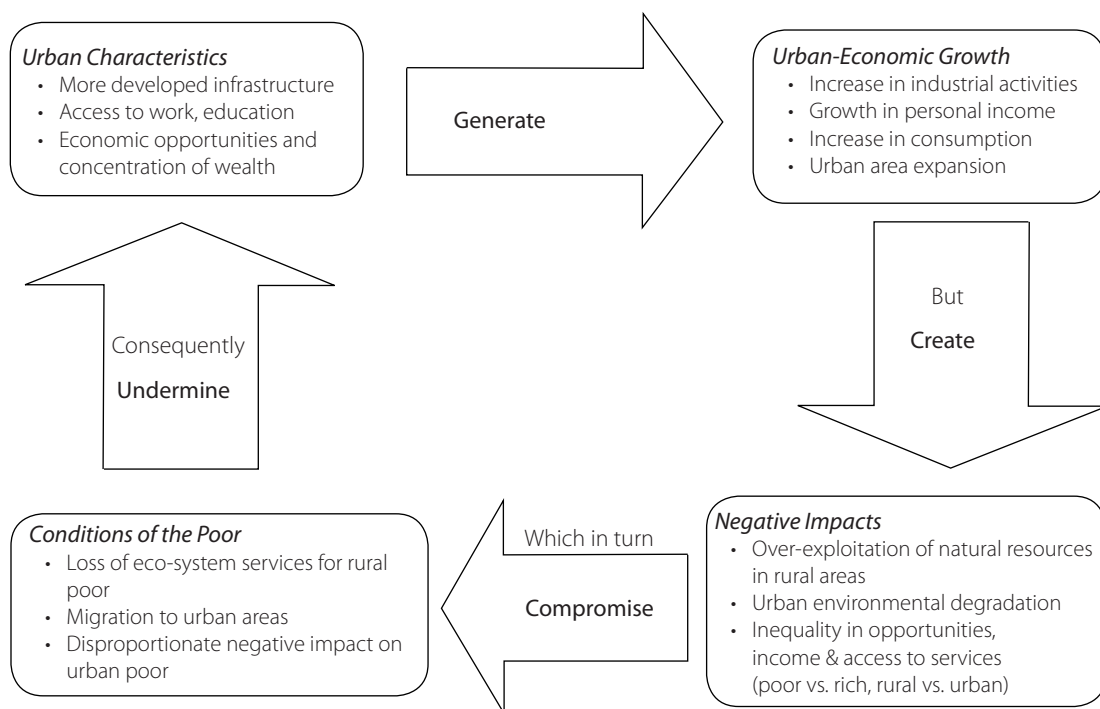 Urban Characteristics
• More developed infrastructure
• Access to work, education
• Economic opportunities and
concentration of wealth
Generate
Urban-Economic Growth
• Increase in industrial activities
• Growth in personal income
• Increase in consumption
• Urban area expansion
But
Create
Negative Impacts
• Over-exploitation of natural resources
in rural areas
• Urban environmental degradation
• Inequality in opportunities,
income & access to services
(poor vs. rich, rural vs. urban)
Which in turn
Compromise
Conditions of the Poor
• Loss of eco-system services for rural
poor
• Migration to urban areas
• Disproportionate negative impact on
urban poor
Consequently
Undermine